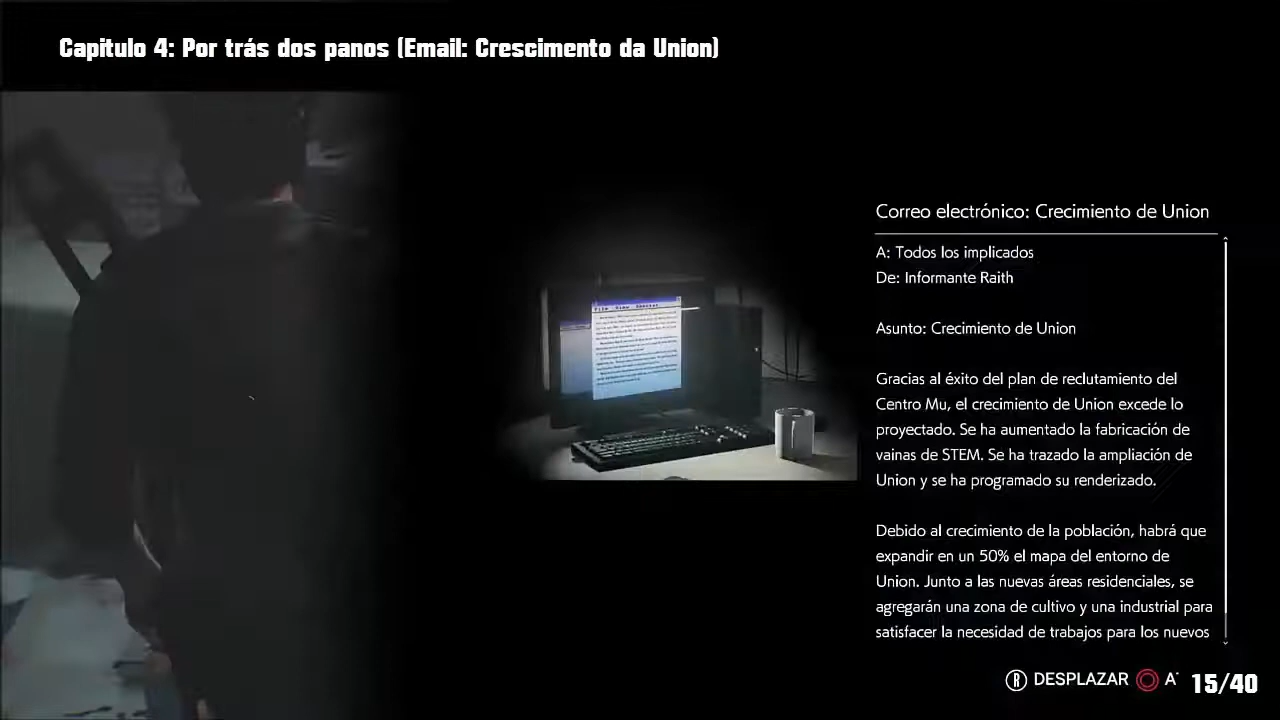 Capitulo 4: Por trás dos panos (Email: Crescimento da Union)
Correo electrónico: Crecimiento de Union
A: Todos los implicados
De: Informante Raith
Asunto: Crecimiento de Union
Gracias al éxito del plan de reclutamiento del
Centro Mu, el crecimiento de Union excede lo
proyectado. Se ha aumentado la fabricación de
vainas de STEM. Se ha trazado la ampliación de
Union y se ha programado su renderizado.
Debido al crecimiento de la población, habrá que
expandir en un 50% el mapa del entorno de
Union. Junto a las nuevas áreas residenciales, se
agregarán una zona de cultivo y una industrial para
satisfacer la necesidad de trabajos para los nuevos
R DESPLAZAR A
15/40